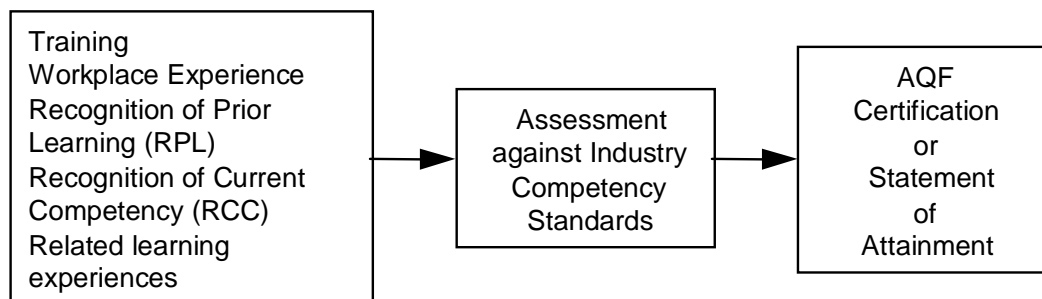 Training
Workplace Experience
Recognition of Prior
Learning (RPL)
Recognition of Current
Competency (RCC)
Related learning
experiences
Assessment
against Industry
Competency
Standards
AQF
Certification
or
Statement
of
Attainment